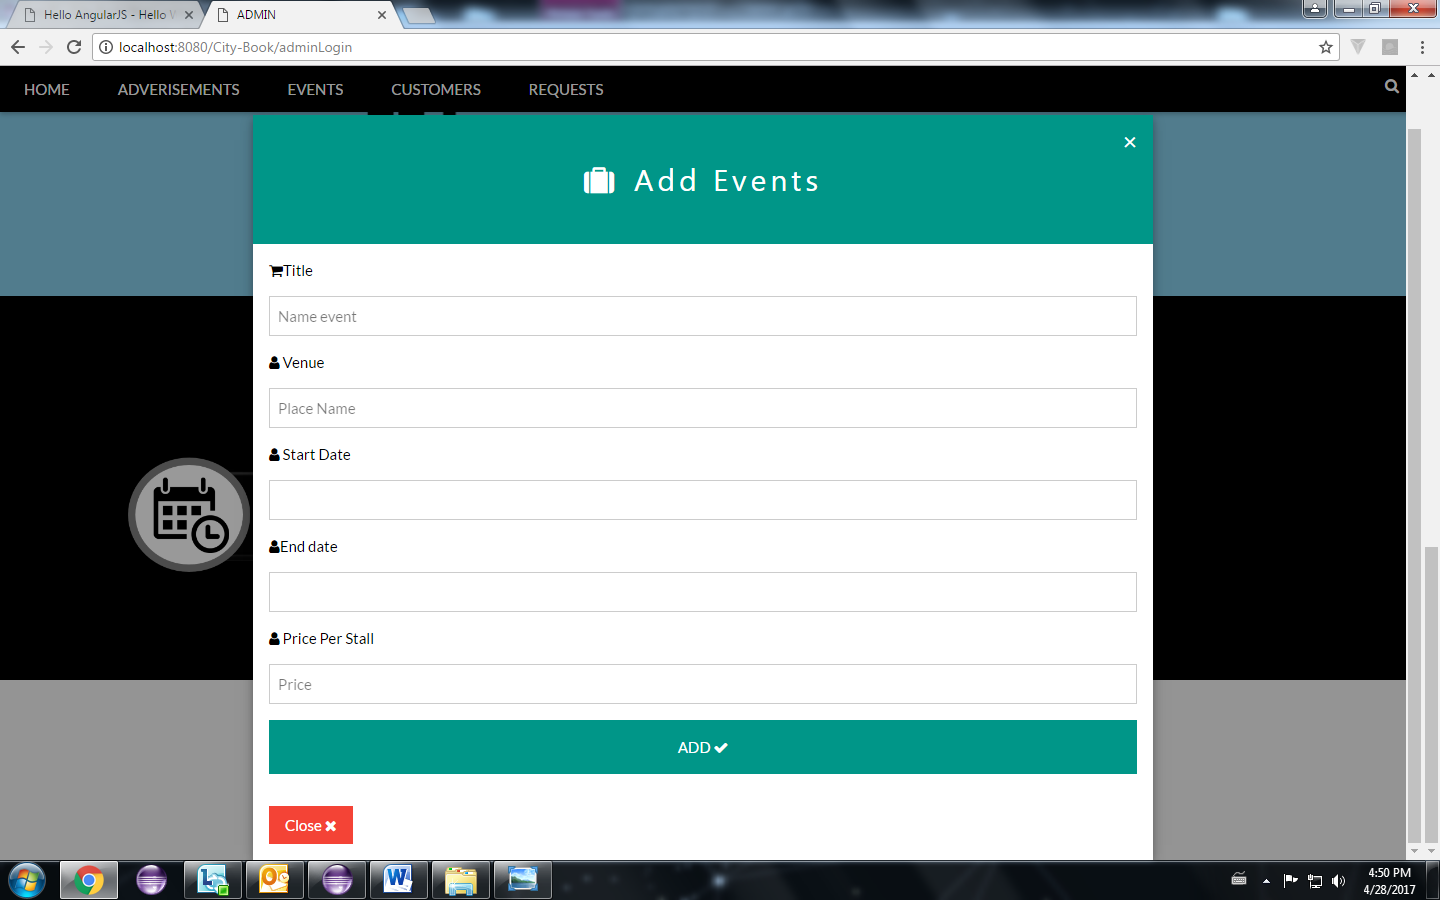 Hello AngularJS - Hello W
ADMIN
localhost:8080/City-Book/adminLogin
HOME ADVERISEMENTS EVENTS CUSTOMERS REQUESTS
Add Events
Title
Name event
Venue
Place Name
Start Date
End date
Price Per Stall
Price
ADD
Close
4:50 PM
4/28/2017